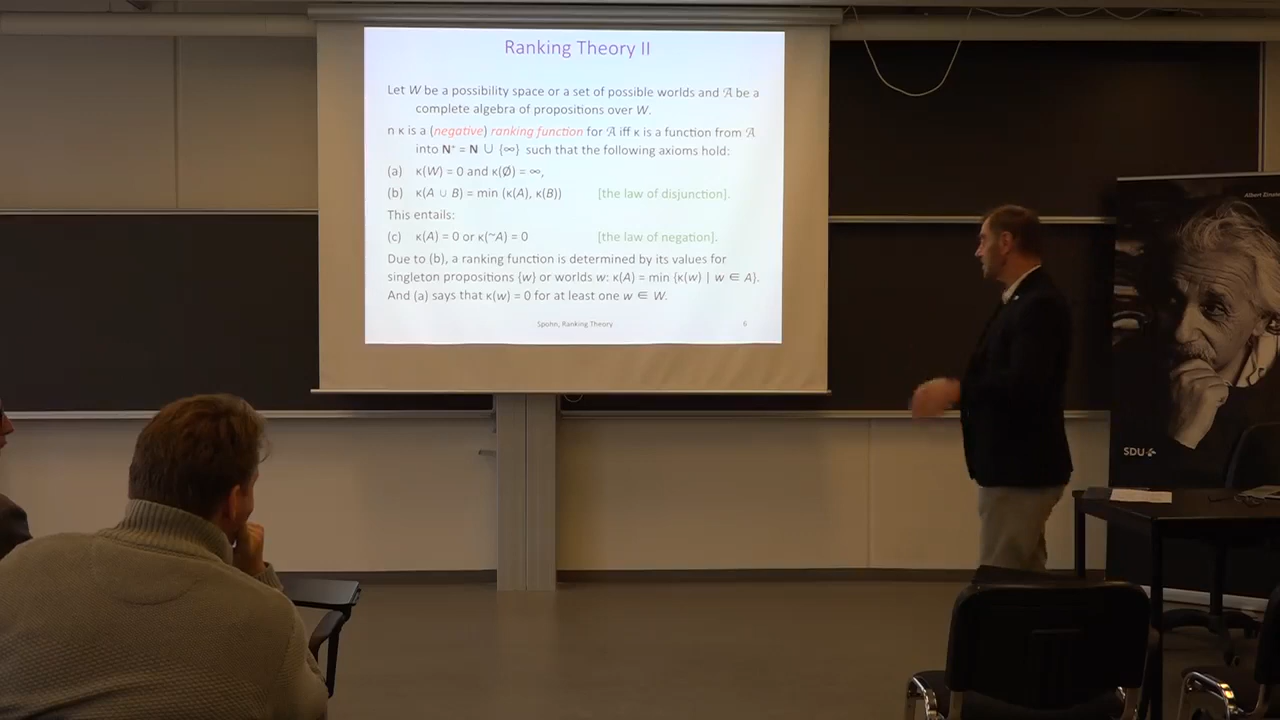 Ranking Theory II
Let W be a possibility space or a set of possible worlds and 𝒜 be a
complete algebra of propositions over W.
n κ is a (negative) ranking function for 𝒜 iff κ is a function from 𝒜
into N⁺ = N ∪ {∞} such that the following axioms hold:
(a) κ(W) = 0 and κ(Ø) = ∞,
(b) κ(A ∪ B) = min (κ(A), κ(B)) [the law of disjunction].
This entails:
(c) κ(A) = 0 or κ(~A) = 0 [the law of negation].
Due to (b), a ranking function is determined by its values for
singleton propositions {w} or worlds w: κ(A) = min {κ(w) | w ∈ A}.
And (a) says that κ(w) = 0 for at least one w ∈ W.
Spohn, Ranking Theory 6
Albert Einstein
SDU